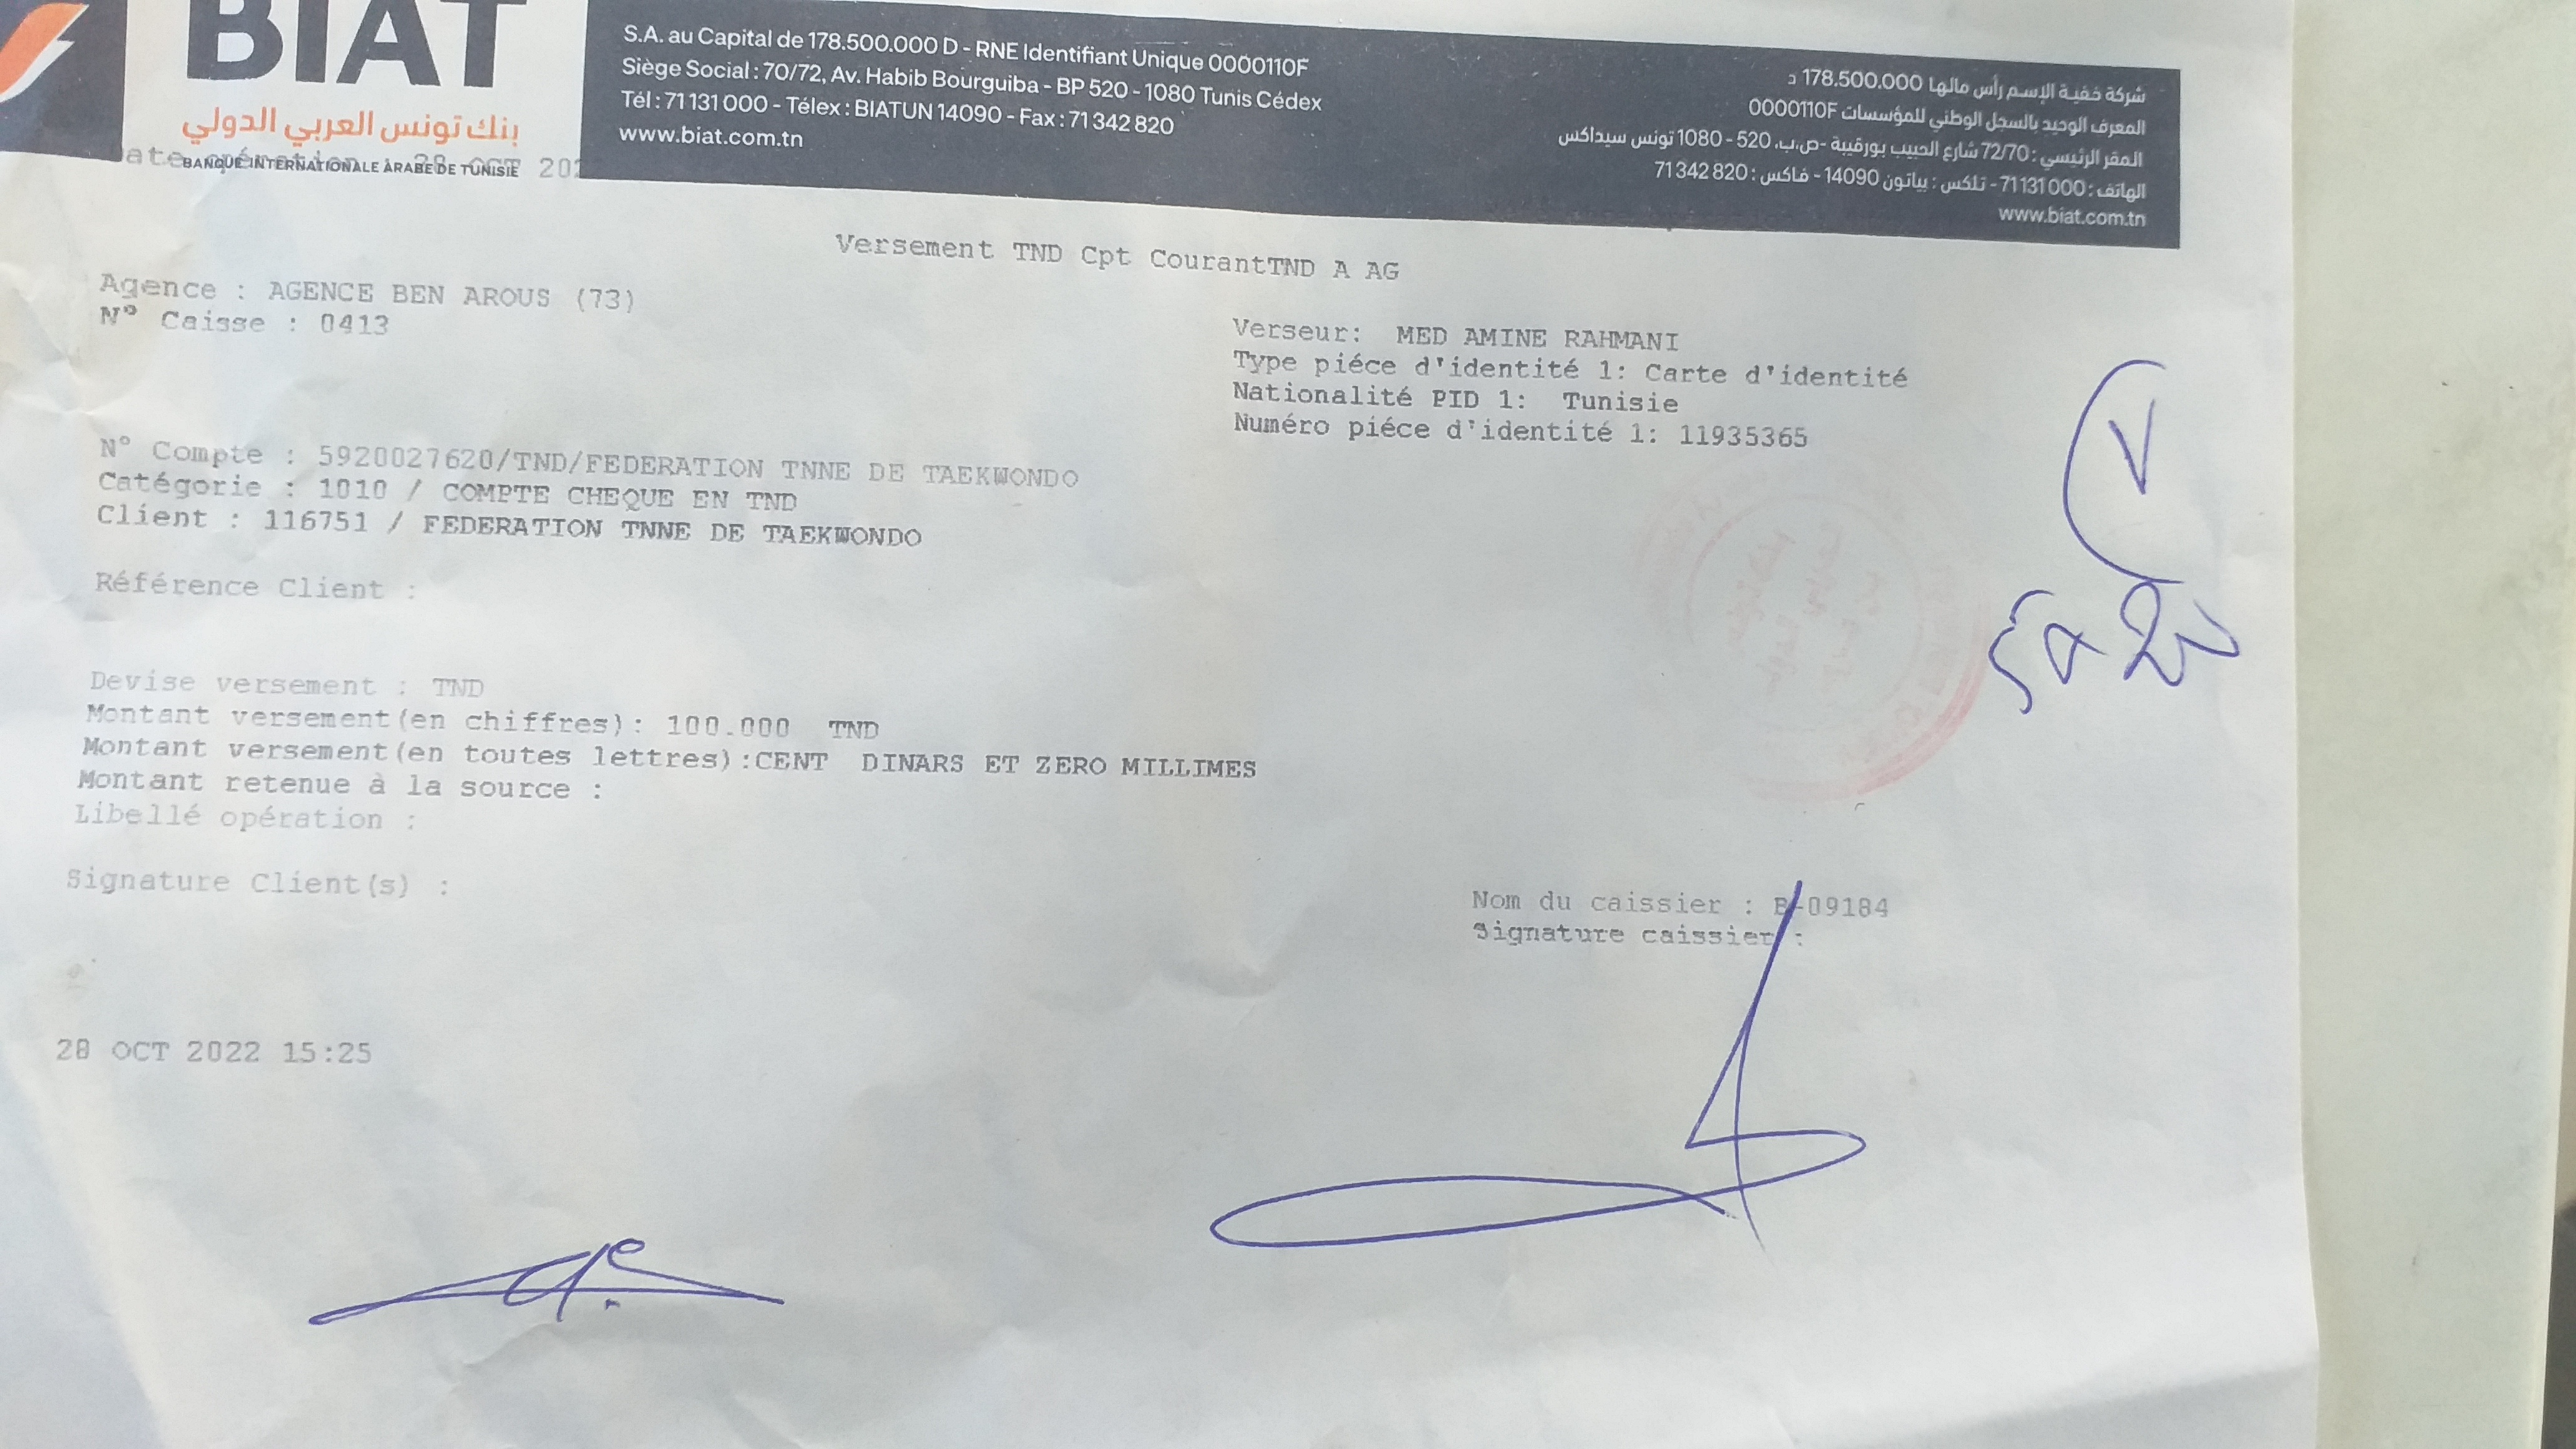 BIAT
بنك تونس العربي الدولي
BANQUE INTERNATIONALE ARABE DE TUNISIE
S.A. au Capital de 178.500.000 D - RNE Identifiant Unique 0000110F
Siège Social : 70/72, Av. Habib Bourguiba - BP 520 - 1080 Tunis Cédex
Tél : 71 131 000 - Télex : BIATUN 14090 - Fax : 71 342 820
www.biat.com.tn
شركة خفية الإسم رأس مالها 178.500.000 د
المعرف الوحيد بالسجل الوطني للمؤسسات 0000110F
المقر الرئيسي : 72/70 شارع الحبيب بورقيبة -ص.ب. 520 - 1080 تونس سيداكس
الهاتف : 71131000 - تلكس : بياتون 14090 - فاكس : 71342820
www.biat.com.tn
28 OCT
Versement TND Cpt CourantTND A AG
Agence : AGENCE BEN AROUS (73)
N° Caisse : 0413
Verseur: MED AMINE RAHMANI
Type piéce d'identité 1: Carte d'identité
Nationalité PID 1: Tunisie
Numéro piéce d'identité 1: 11935365
N° Compte : 5920027620/TND/FEDERATION TNNE DE TAEKWONDO
Catégorie : 1010 / COMPTE CHEQUE EN TND
Client : 116751 / FEDERATION TNNE DE TAEKWONDO
Référence Client :
Devise versement : TND
Montant versement(en chiffres): 100.000 TND
Montant versement(en toutes lettres):CENT DINARS ET ZERO MILLIMES
Montant retenue à la source :
Libellé opération :
Signature Client(s) :
Nom du caissier : B-09184
Signature caissier :
28 OCT 2022 15:25